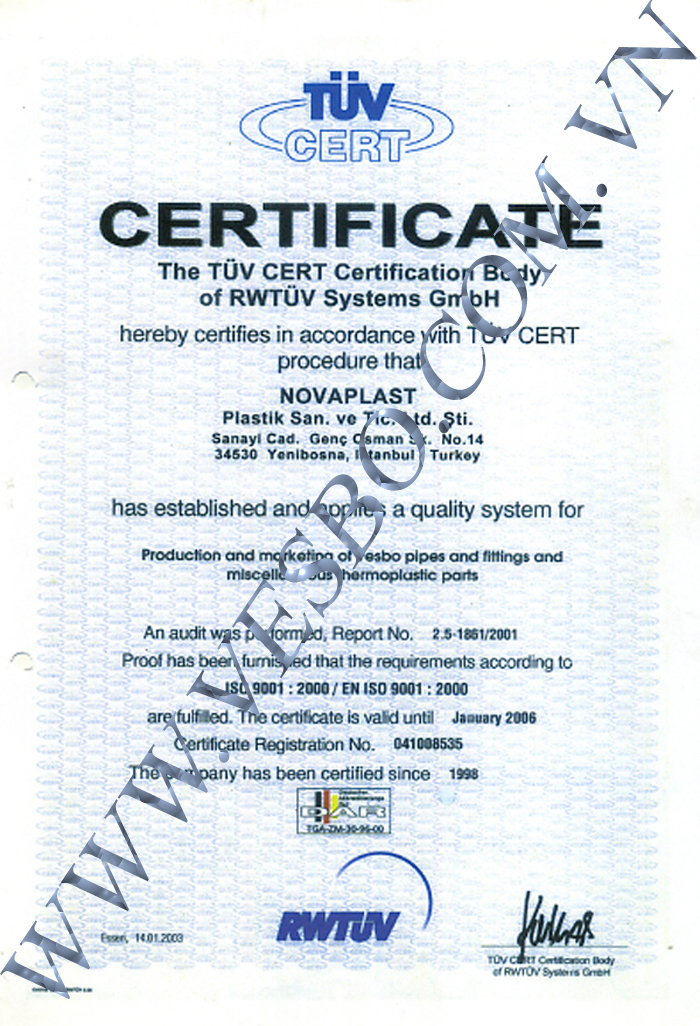 TÜV
CERT
CERTIFICATE
The TÜV CERT Certification Body
of RWTÜV Systems GmbH
hereby certifies in accordance with TÜV CERT
procedure that
NOVAPLAST
Plastik San. ve Tic. Ltd. Şti.
Sanayi Cad. Genç Osman Sk. No.14
34530 Yenibosna, Istanbul Turkey
has established and applies a quality system for
Production and marketing of vesbo pipes and fittings and
miscellaneous thermoplastic parts
An audit was performed, Report No. 2.5-1861/2001
Proof has been furnished that the requirements according to
ISO 9001 : 2000 / EN ISO 9001 : 2000
are fulfilled. The certificate is valid until January 2006
Certificate Registration No. 041008535
The company has been certified since 1998
DAR
TGA-ZM-30-96-00
RWTÜV
Essen, 14.01.2003
TÜV CERT Certification Body
of RWTÜV Systems GmbH
WWW.VESBO.COM.VN